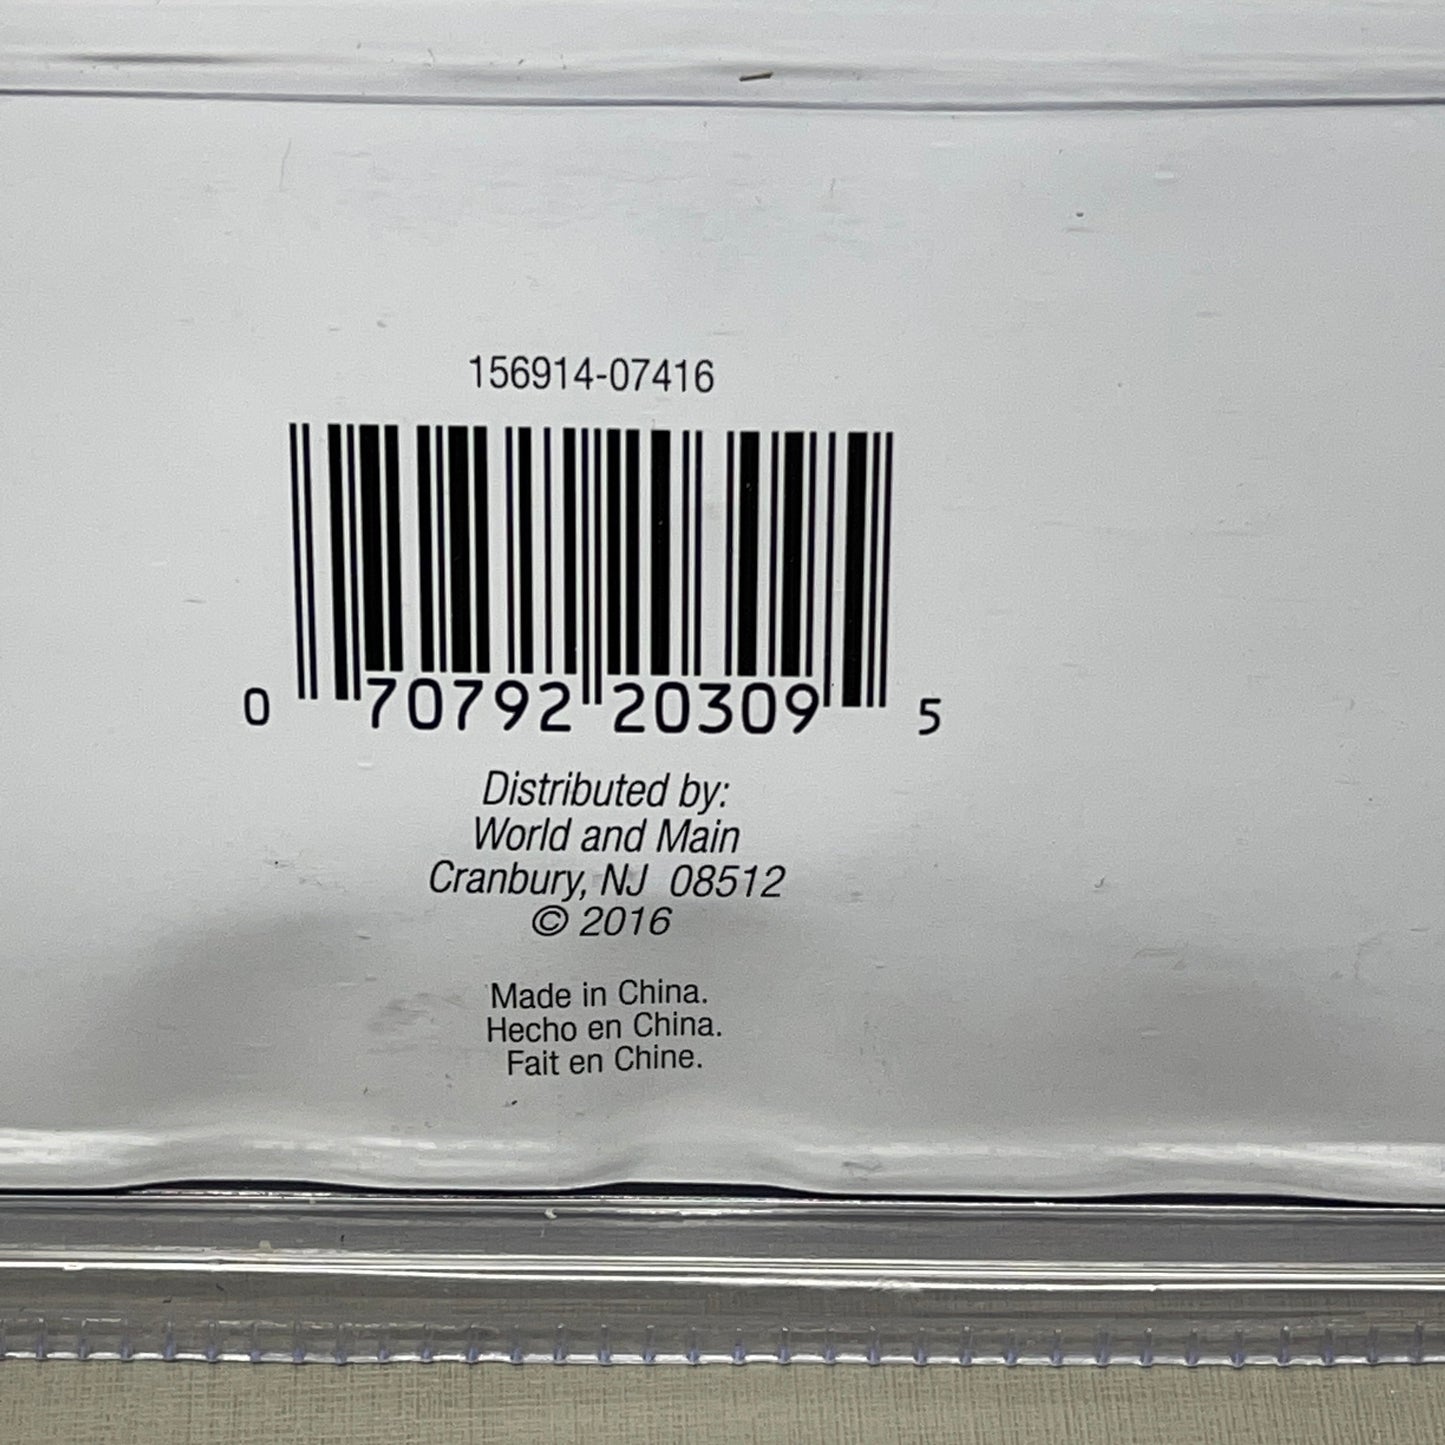 156914-07416
0 70792 20309 5
Distributed by:
World and Main
Cranbury, NJ 08512
© 2016
Made in China.
Hecho en China.
Fait en Chine.